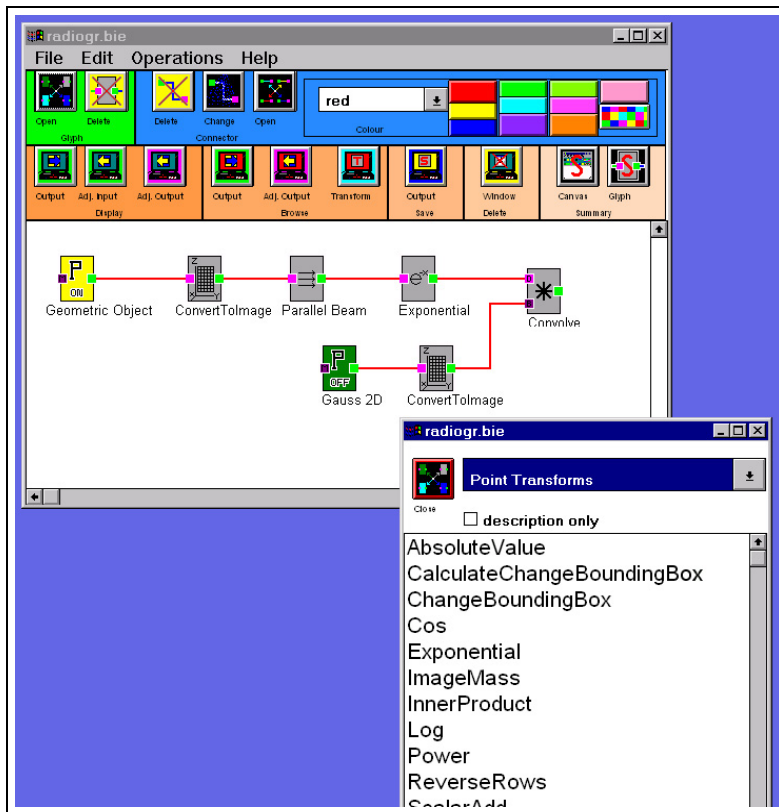 radiogr.bie
File Edit Operations Help
red
Open Delete Delete Change Open Colour
Glyph Connector
Output Adj. Input Adj. Output Output Adj. Output Transform Output Window Canvas Glyph
Display Browse Save Delete Summary
P ON
Z X Y
e-x
*
Geometric Object ConvertToImage Parallel Beam Exponential
Convolve
P OFF
Z X Y
Gauss 2D ConvertToImage
radiogr.bie
Point Transforms
Close
description only
AbsoluteValue
CalculateChangeBoundingBox
ChangeBoundingBox
Cos
Exponential
ImageMass
InnerProduct
Log
Power
ReverseRows
ScalarAdd